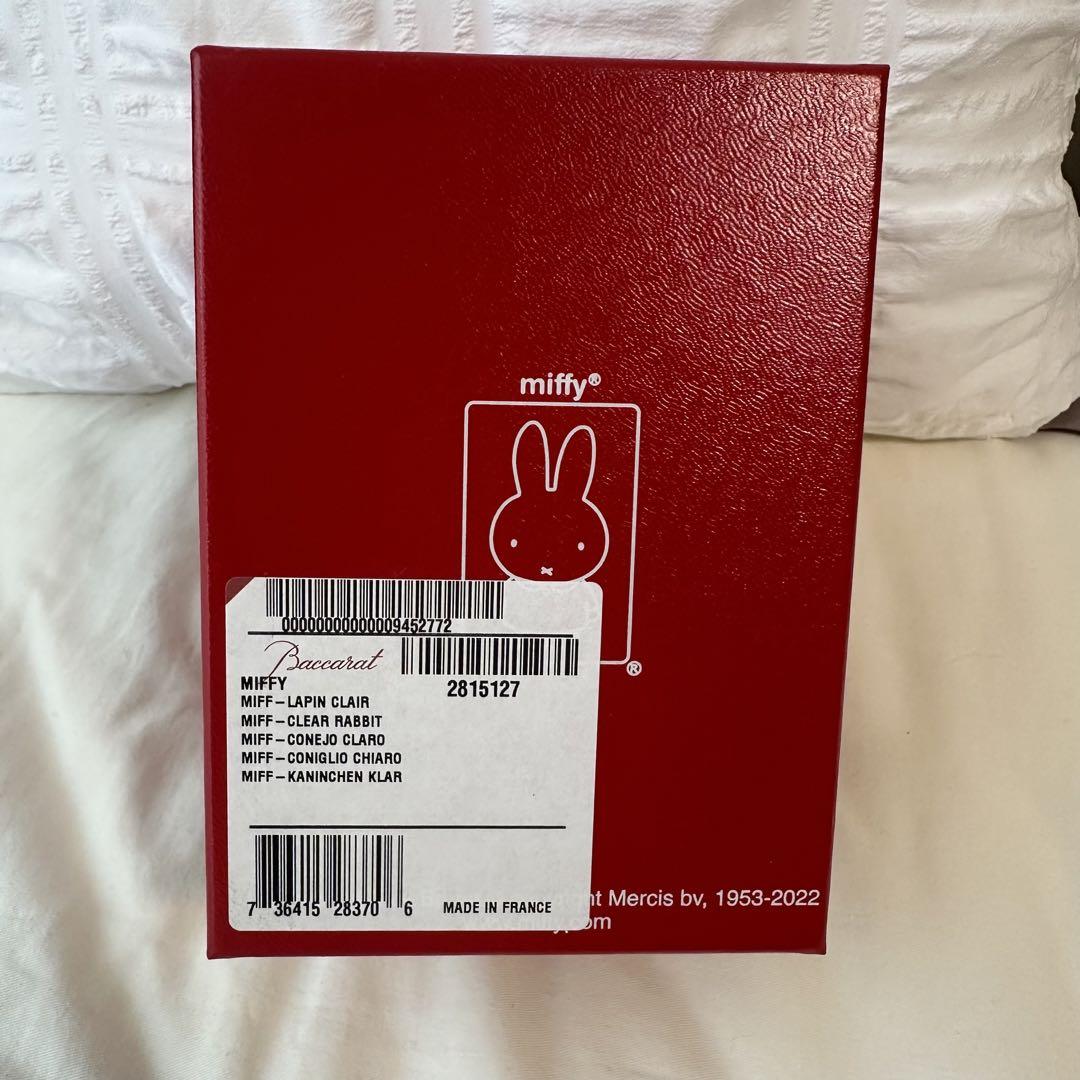 miffy®
0000000000009452772
Baccarat
2815127
MIFFY
MIFF–LAPIN CLAIR
MIFF–CLEAR RABBIT
MIFF–CONEJO CLARO
MIFF–CONIGLIO CHIARO
MIFF–KANINCHEN KLAR
®
7 36415 28370 6
MADE IN FRANCE
Mercis bv, 1953-2022